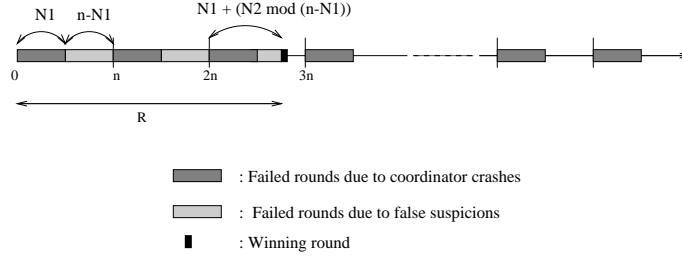 N1 n-N1 N1 + (N2 mod (n-N1))
0 n 2n 3n
R
: Failed rounds due to coordinator crashes
: Failed rounds due to false suspicions
: Winning round